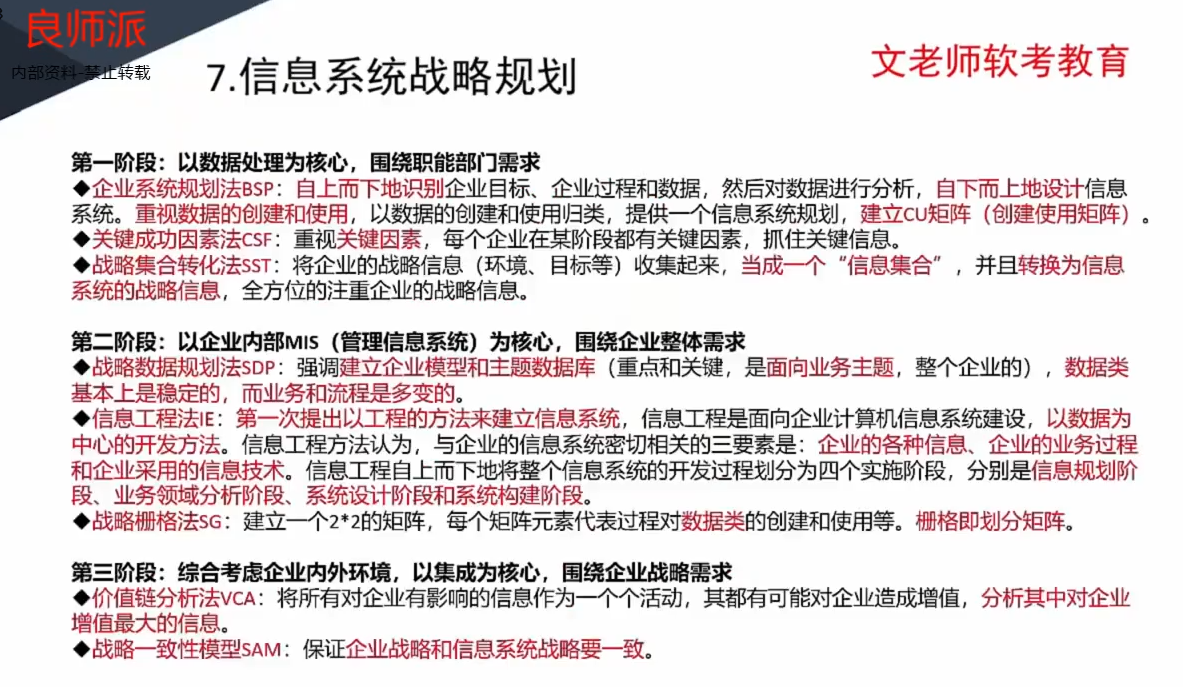 良师派
内部资料-禁止转载
7.信息系统战略规划
文老师软考教育
第一阶段：以数据处理为核心，围绕职能部门需求
◆企业系统规划法BSP：自上而下地识别企业目标、企业过程和数据，然后对数据进行分析，自下而上地设计信息
系统。重视数据的创建和使用，以数据的创建和使用归类，提供一个信息系统规划，建立CU矩阵（创建使用矩阵）。
◆关键成功因素法CSF：重视关键因素，每个企业在某阶段都有关键因素，抓住关键信息。
◆战略集合转化法SST：将企业的战略信息（环境、目标等）收集起来，当成一个“信息集合”，并且转换为信息
系统的战略信息，全方位的注重企业的战略信息。
第二阶段：以企业内部MIS（管理信息系统）为核心，围绕企业整体需求
◆战略数据规划法SDP：强调建立企业模型和主题数据库（重点和关键，是面向业务主题，整个企业的），数据类
基本上是稳定的，而业务和流程是多变的。
◆信息工程法IE：第一次提出以工程的方法来建立信息系统，信息工程是面向企业计算机信息系统建设，以数据为
中心的开发方法。信息工程方法认为，与企业的信息系统密切相关的三要素是：企业的各种信息、企业的业务过程
和企业采用的信息技术。信息工程自上而下地将整个信息系统的开发过程划分为四个实施阶段，分别是信息规划阶
段、业务领域分析阶段、系统设计阶段和系统构建阶段。
◆战略栅格法SG：建立一个2*2的矩阵，每个矩阵元素代表过程对数据类的创建和使用等。栅格即划分矩阵。
第三阶段：综合考虑企业内外环境，以集成为核心，围绕企业战略需求
◆价值链分析法VCA：将所有对企业有影响的信息作为一个个活动，其都有可能对企业造成增值，分析其中对企业
增值最大的信息。
◆战略一致性模型SAM：保证企业战略和信息系统战略要一致。